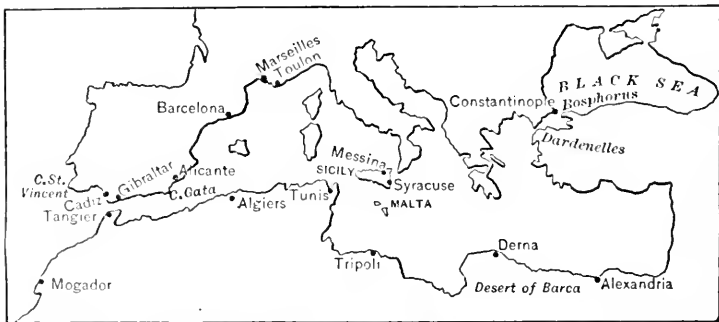 Marseilles
Toulon
BLACK SEA
Constantinople
Bosphorus
Barcelona
Dardenelles
Messina
SICILY
Gibraltar
Alicante
C. St.
Vincent
Cadiz
C. Gata
Tunis
Syracuse
Tangier
Algiers
MALTA
Derna
Tripoli
Mogador
Desert of Barca
Alexandria